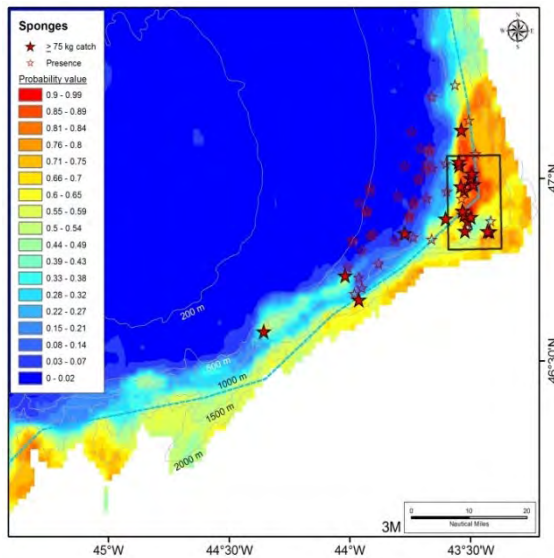 Sponges
≥ 75 kg catch
Presence
Probability value
0.9 - 0.99
0.85 - 0.89
0.81 - 0.84
0.76 - 0.8
0.71 - 0.75
0.66 - 0.7
0.6 - 0.65
0.55 - 0.59
0.5 - 0.54
0.44 - 0.49
0.39 - 0.43
0.33 - 0.38
0.28 - 0.32
0.22 - 0.27
0.15 - 0.21
0.08 - 0.14
0.03 - 0.07
0 - 0.02
N
W
E
S
47°N
46°30'N
200 m
500 m
1000 m
1500 m
2000 m
3M
0 10 20
Nautical Miles
45°W 44°30'W 44°W 43°30'W